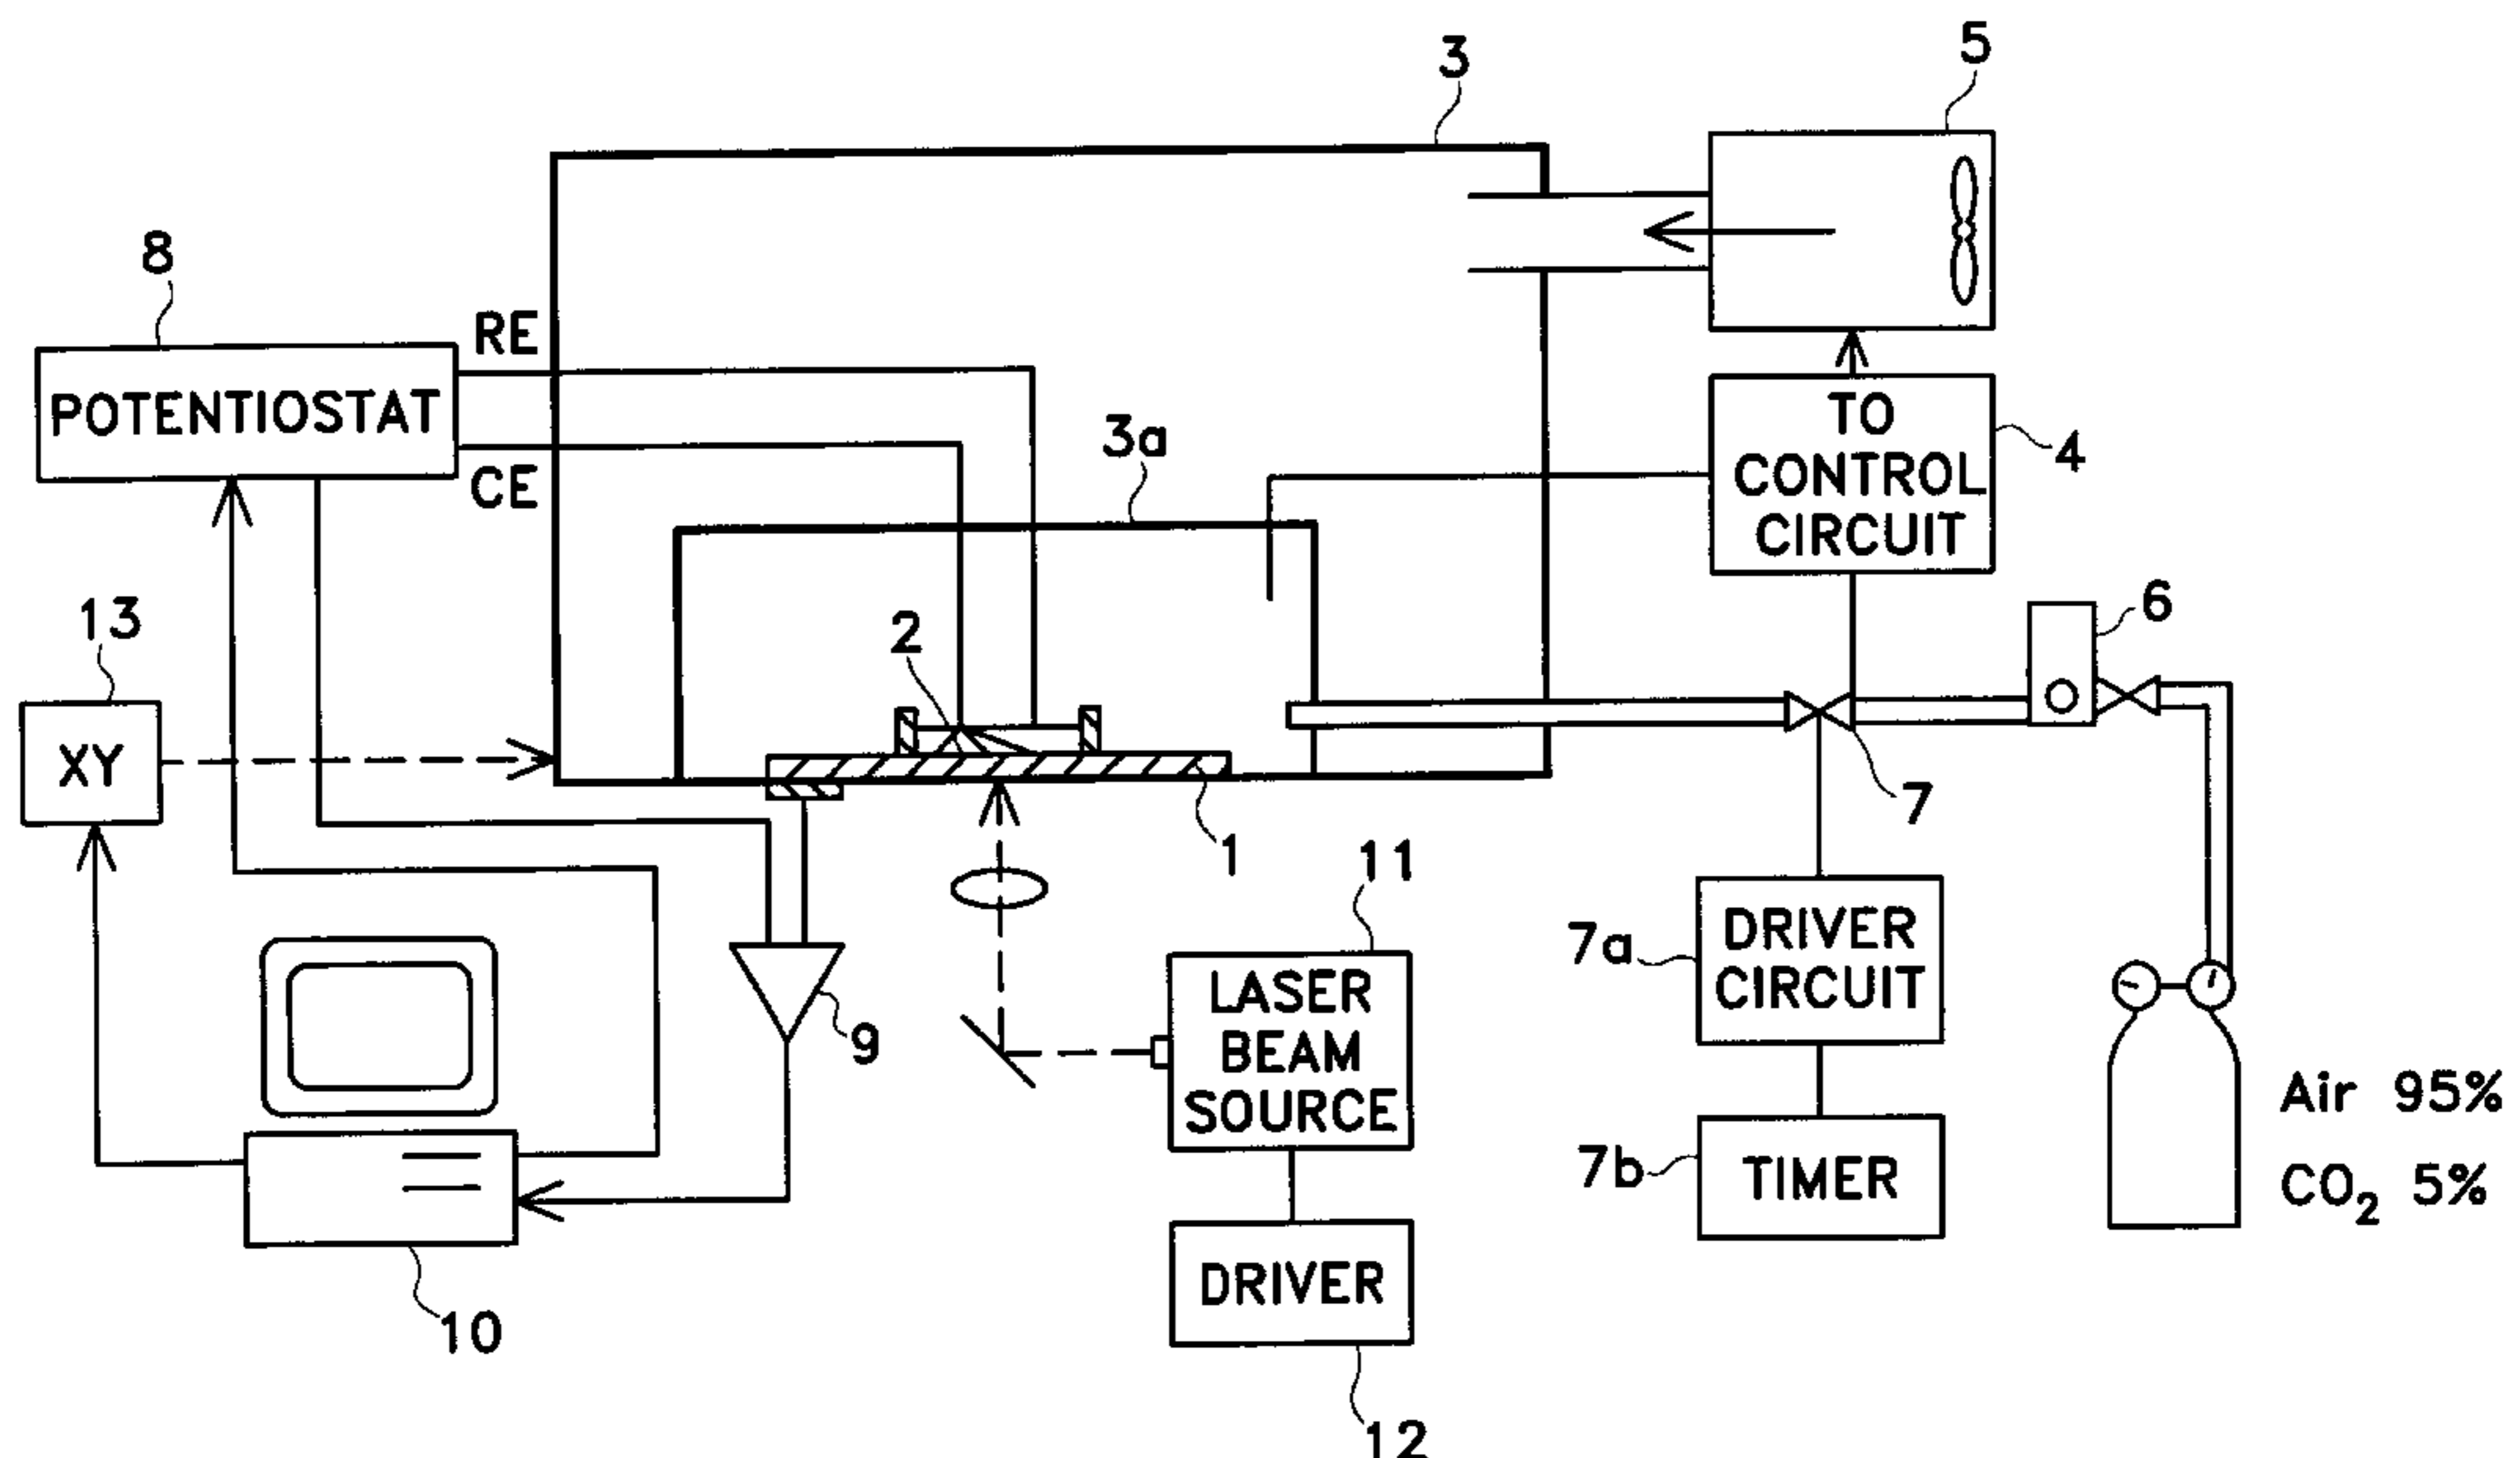 3
5
8
RE
POTENTIOSTAT
CE
3a
TO
CONTROL
CIRCUIT
4
13
2
6
XY
7
1
11
7a
DRIVER
CIRCUIT
LASER
BEAM
SOURCE
9
Air 95%
CO₂ 5%
7b
TIMER
DRIVER
10
12